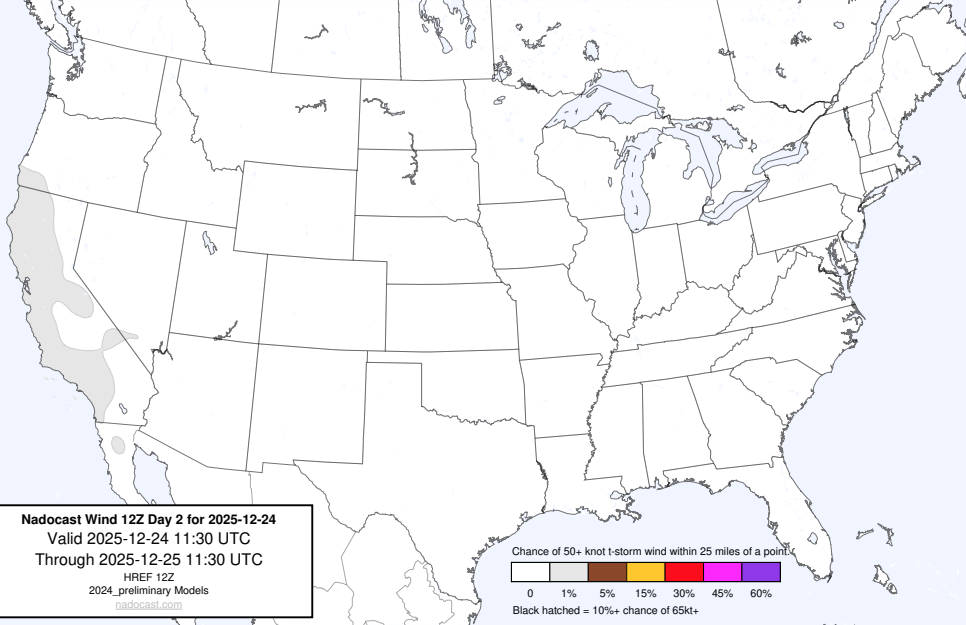 Nadocast Wind 12Z Day 2 for 2025-12-24
Valid 2025-12-24 11:30 UTC
Through 2025-12-25 11:30 UTC
HREF 12Z
2024_preliminary Models
nadocast.com
Chance of 50+ knot t-storm wind within 25 miles of a point.
0 1% 5% 15% 30% 45% 60%
Black hatched = 10%+ chance of 65kt+